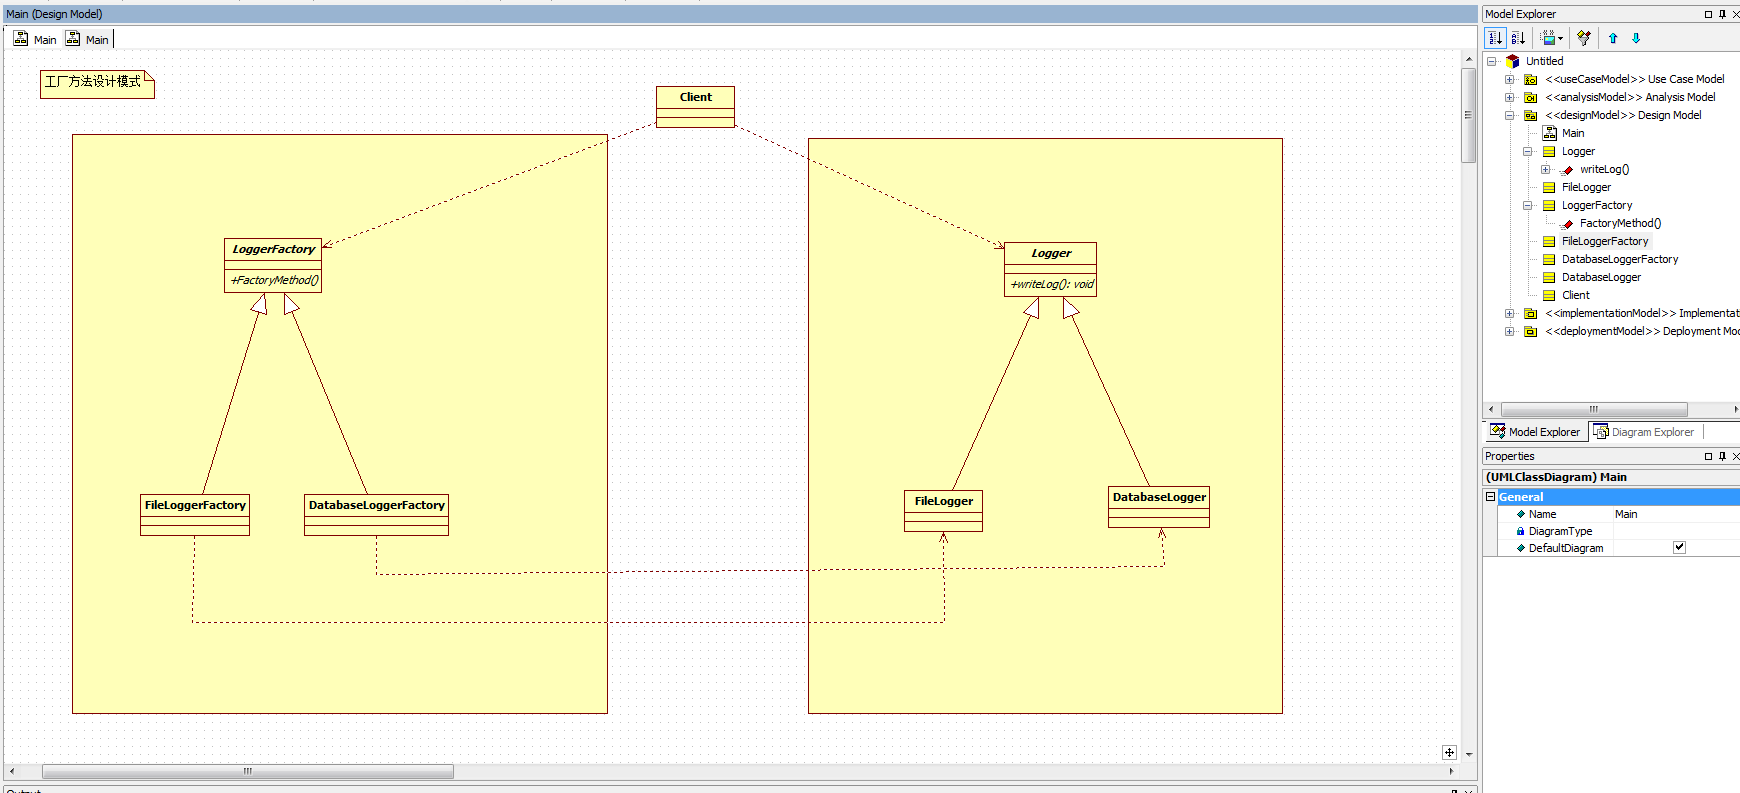 Main (Design Model)
Main
Main
工厂方法设计模式
Client
LoggerFactory
+FactoryMethod()
Logger
+writeLog(): void
FileLoggerFactory
DatabaseLoggerFactory
FileLogger
DatabaseLogger
Model Explorer
Untitled
<<useCaseModel>> Use Case Model
<<analysisModel>> Analysis Model
<<designModel>> Design Model
Main
Logger
writeLog()
FileLogger
LoggerFactory
FactoryMethod()
FileLoggerFactory
DatabaseLoggerFactory
DatabaseLogger
Client
<<implementationModel>> Implementat
<<deploymentModel>> Deployment Mod
Model Explorer
Diagram Explorer
Properties
(UMLClassDiagram) Main
General
Name Main
DiagramType
DefaultDiagram